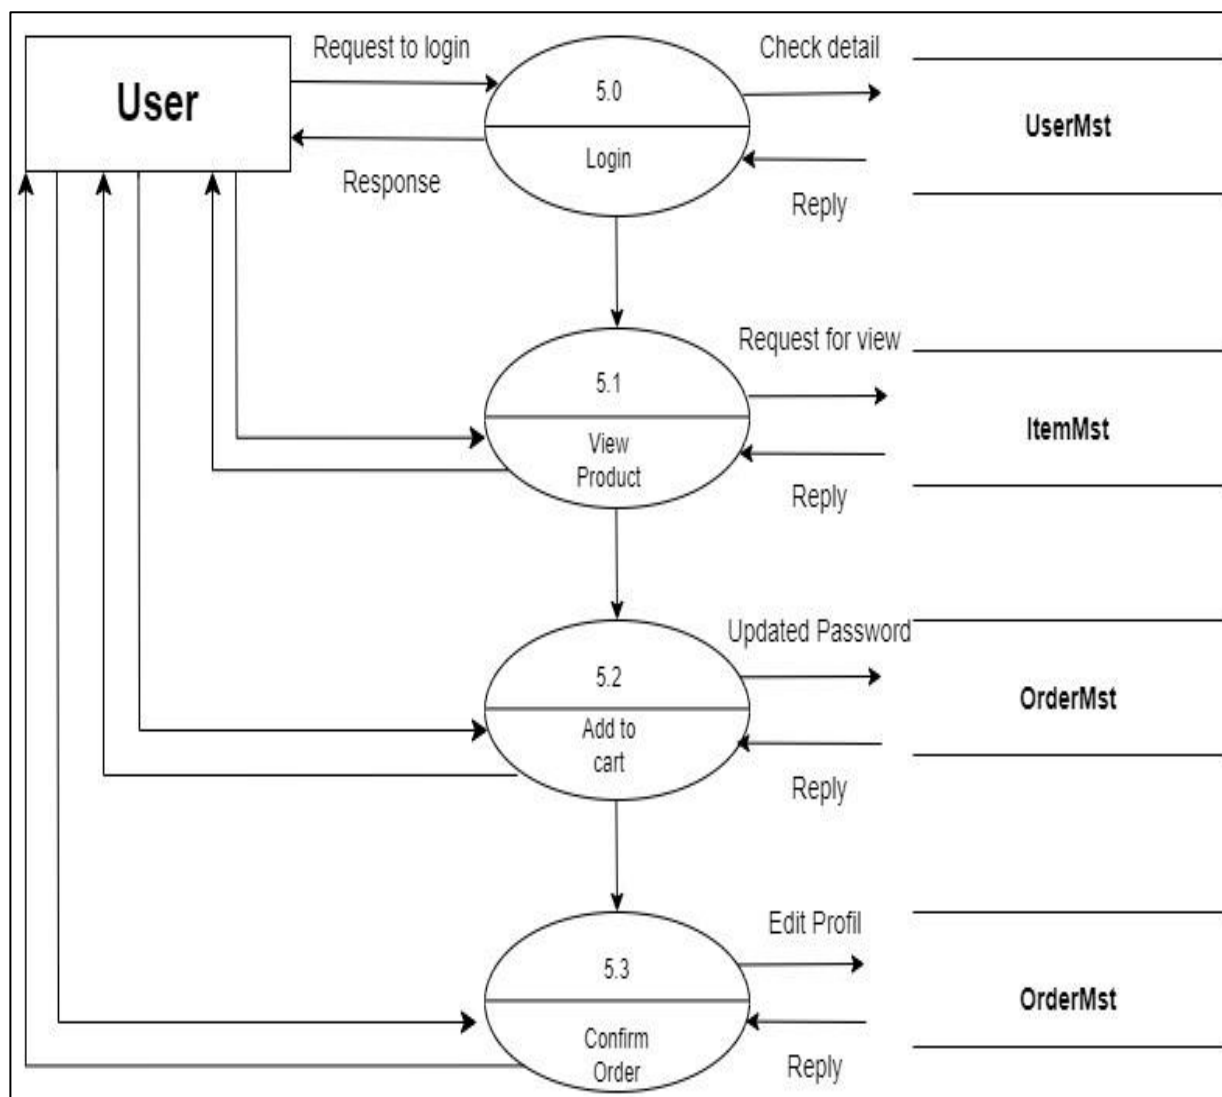 User
Request to login
Response
5.0
Login
Check detail
Reply
UserMst
5.1
View
Product
Request for view
Reply
ItemMst
5.2
Add to
cart
Updated Password
Reply
OrderMst
5.3
Confirm
Order
Edit Profil
Reply
OrderMst